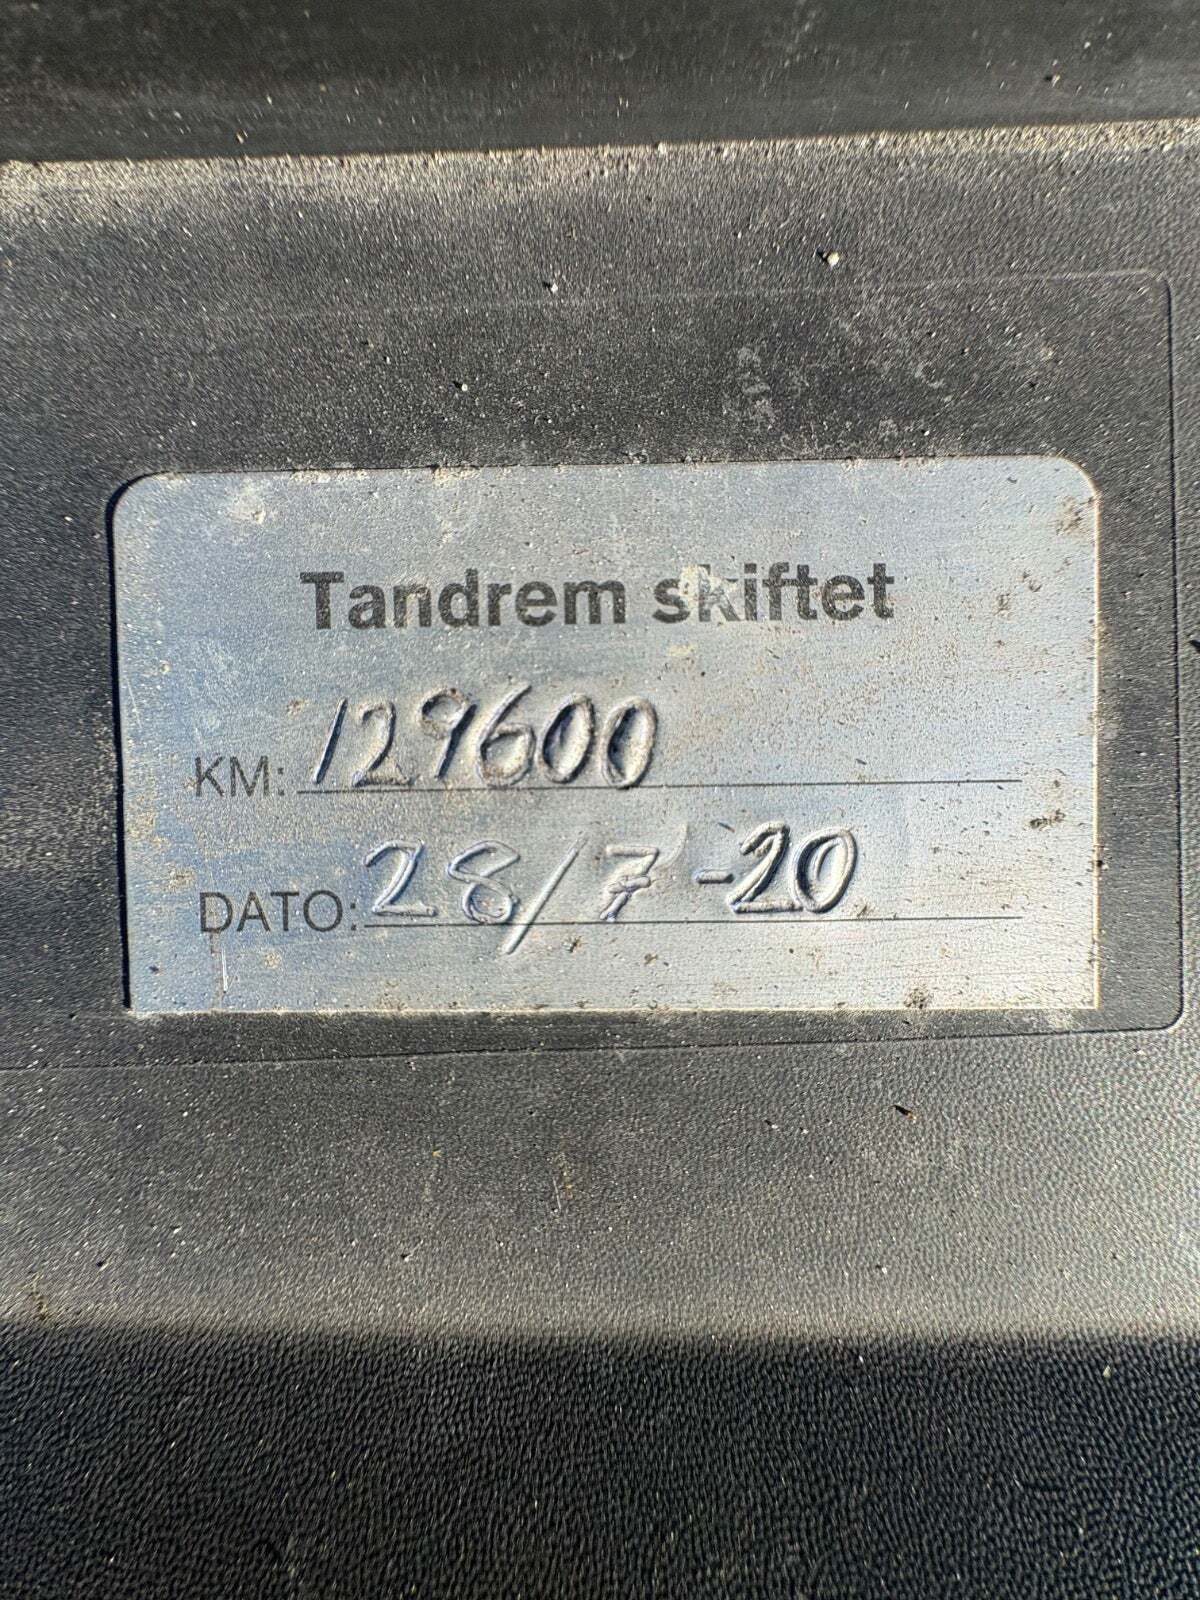 Tandrem skiftet
KM: 129600
DATO: 28/7-20